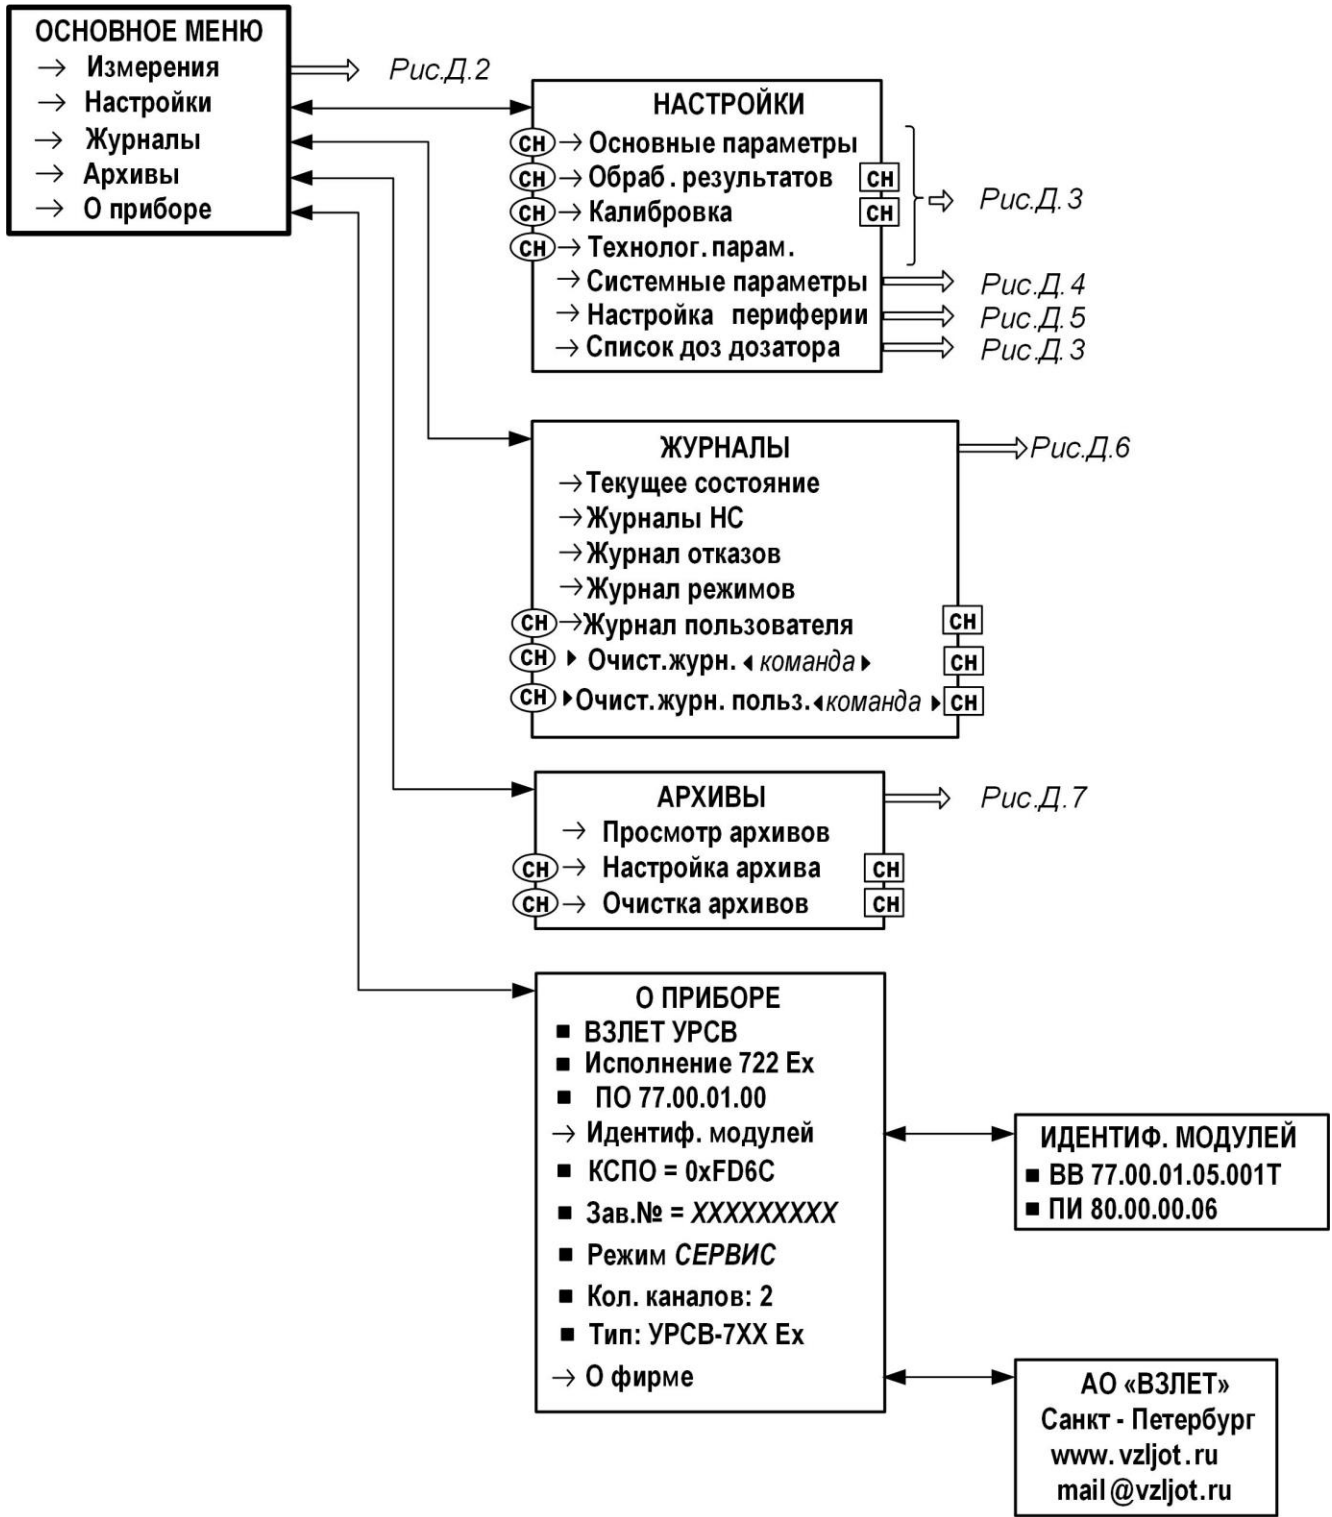 ОСНОВНОЕ МЕНЮ
→ Измерения
→ Настройки
→ Журналы
→ Архивы
→ О приборе
Рис.Д.2
НАСТРОЙКИ
СН → Основные параметры
СН → Обраб. результатов СН
СН → Калибровка СН
СН → Технолог. парам.
Рис.Д.3
→ Системные параметры
Рис.Д.4
→ Настройка периферии
Рис.Д.5
→ Список доз дозатора
Рис.Д.3
ЖУРНАЛЫ
Рис.Д.6
→ Текущее состояние
→ Журналы НС
→ Журнал отказов
→ Журнал режимов
СН → Журнал пользователя СН
СН ▶ Очист.журн. ◀ команда ▶ СН
СН ▶ Очист.журн. польз. ◀ команда ▶ СН
АРХИВЫ
Рис.Д.7
→ Просмотр архивов
СН → Настройка архива СН
СН → Очистка архивов СН
О ПРИБОРЕ
■ ВЗЛЕТ УРСВ
■ Исполнение 722 Ex
■ ПО 77.00.01.00
→ Идентиф. модулей
■ КСПО = 0xFD6C
■ Зав.№ = XXXXXXXXX
■ Режим СЕРВИС
■ Кол. каналов: 2
■ Тип: УРСВ-7ХХ Ex
→ О фирме
ИДЕНТИФ. МОДУЛЕЙ
■ ВВ 77.00.01.05.001Т
■ ПИ 80.00.00.06
АО «ВЗЛЕТ»
Санкт - Петербург
www.vzljot.ru
mail@vzljot.ru